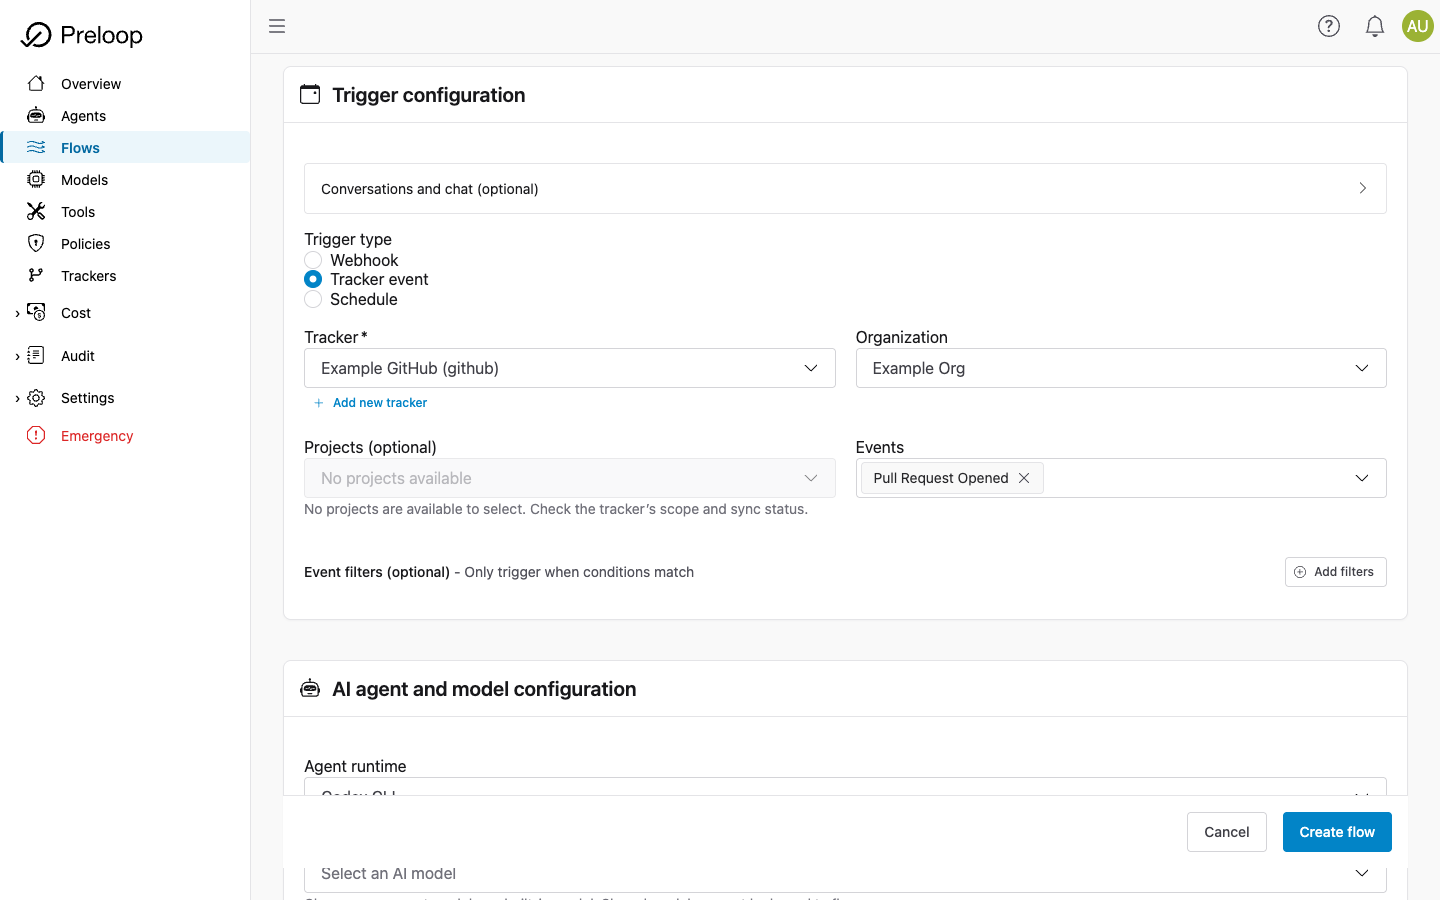 Preloop
AU
Overview
Agents
Flows
Models
Tools
Policies
Trackers
Cost
Audit
Settings
Emergency
Trigger configuration
Conversations and chat (optional)
Trigger type
Webhook
Tracker event
Schedule
Tracker *
Organization
Example GitHub (github)
Example Org
Add new tracker
Projects (optional)
Events
No projects available
Pull Request Opened
No projects are available to select. Check the tracker's scope and sync status.
Event filters (optional) - Only trigger when conditions match
Add filters
AI agent and model configuration
Agent runtime
Cancel
Create flow
Select an AI model